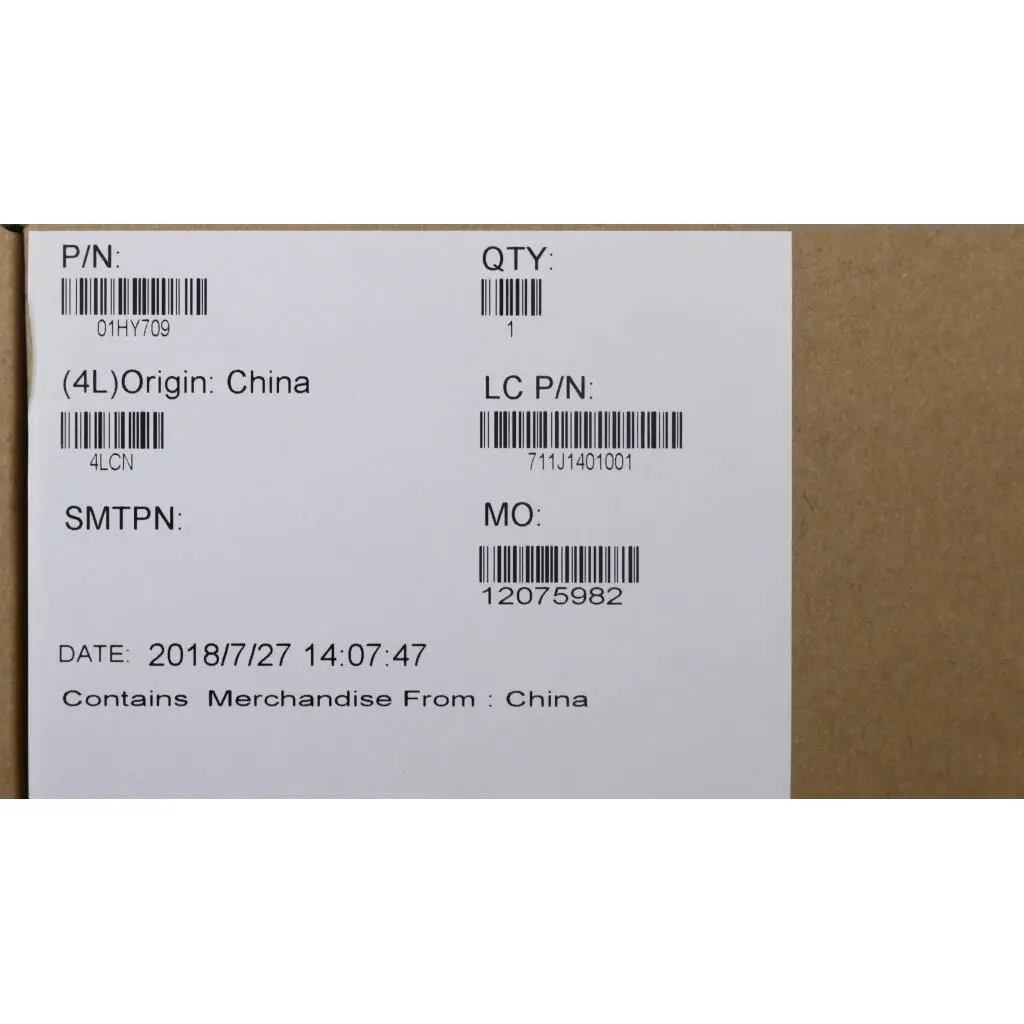 P/N:
01HY709
QTY:
1
(4L)Origin: China
4LCN
LC P/N:
711J1401001
SMTPN:
MO:
12075982
DATE: 2018/7/27 14:07:47
Contains Merchandise From : China